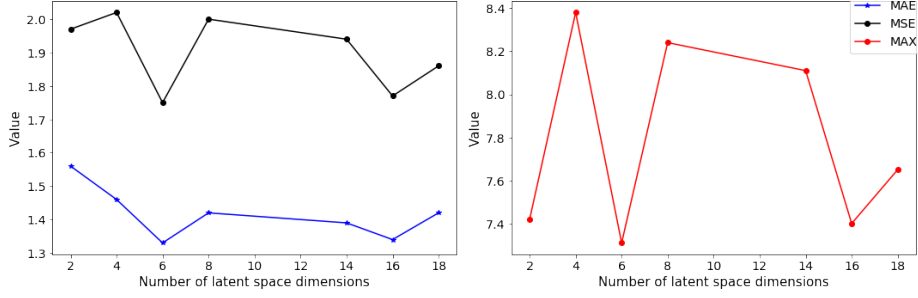 2.0
1.9
1.8
1.7
1.6
1.5
1.4
1.3
Value
2 4 6 8 10 12 14 16 18
Number of latent space dimensions
8.4
8.2
8.0
7.8
7.6
7.4
Value
2 4 6 8 10 12 14 16 18
Number of latent space dimensions
MAE
MSE
MAX